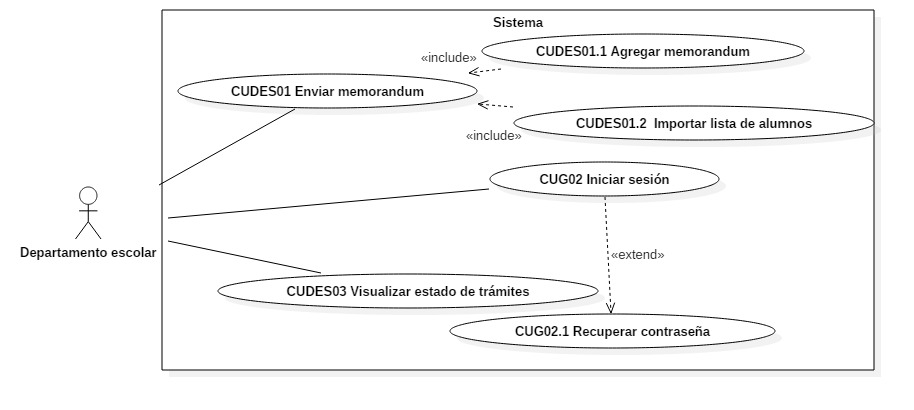 Sistema
«include»
CUDES01.1 Agregar memorandum
CUDES01 Enviar memorandum
CUDES01.2  Importar lista de alumnos
«include»
CUG02 Iniciar sesión
Departamento escolar
«extend»
CUDES03 Visualizar estado de trámites
CUG02.1 Recuperar contraseña